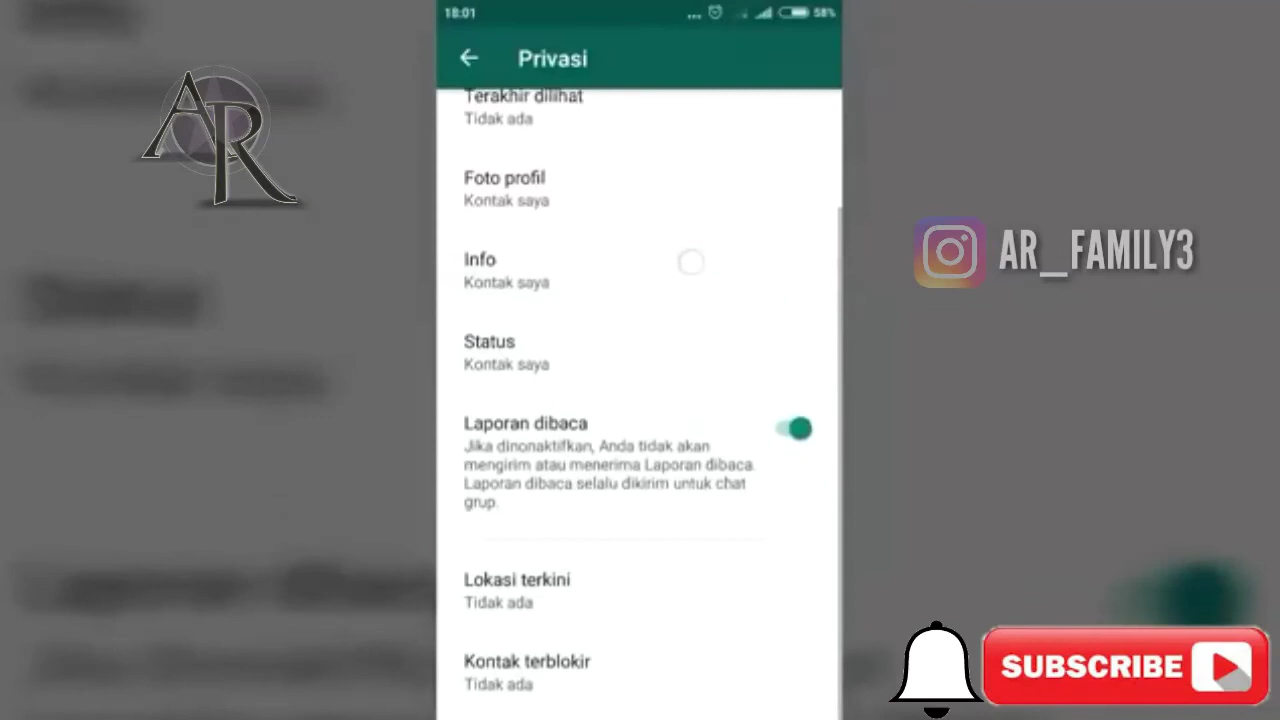 18:01
58%
Privasi
Terakhir dilihat
Tidak ada
AR
Foto profil
Kontak saya
Info
Kontak saya
AR_FAMILY3
Status
Kontak saya
Laporan dibaca
Jika dinonaktifkan, Anda tidak akan
mengirim atau menerima Laporan dibaca.
Laporan dibaca selalu dikirim untuk chat
grup.
Lokasi terkini
Tidak ada
Kontak terblokir
Tidak ada
SUBSCRIBE